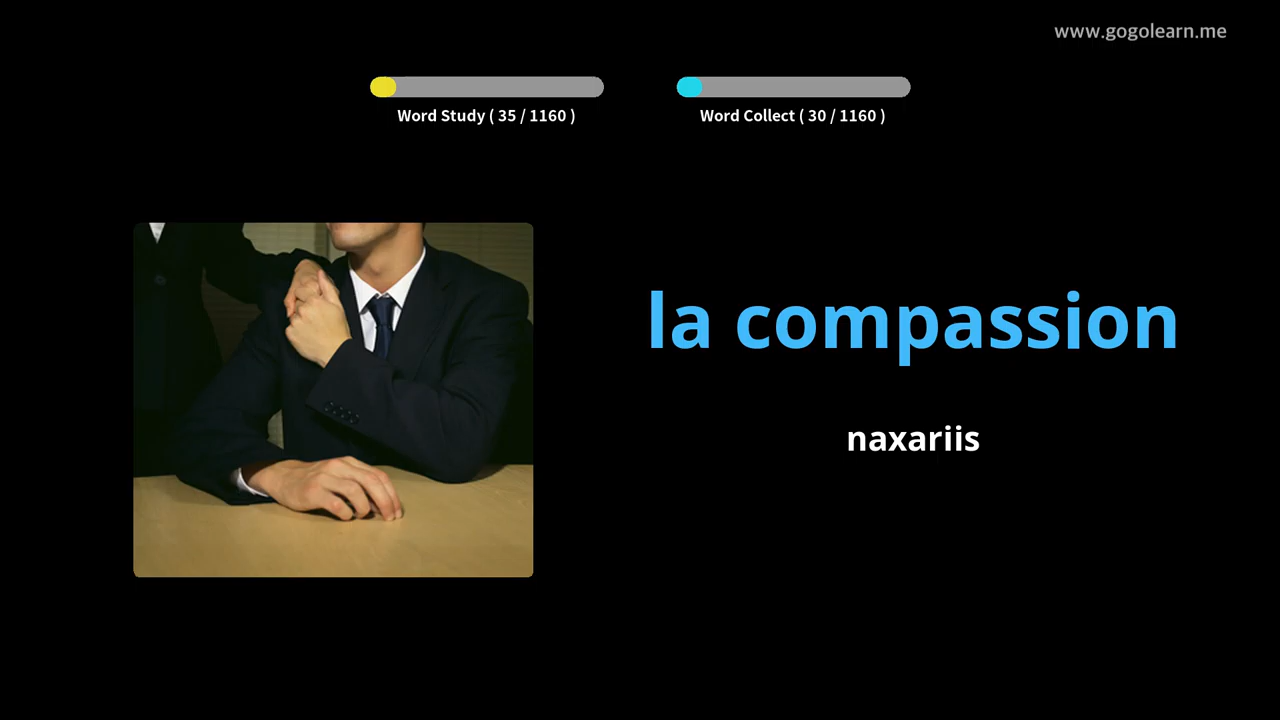 www.gogolearn.me
Word Study ( 35 / 1160 )
Word Collect ( 30 / 1160 )
la compassion
naxariis